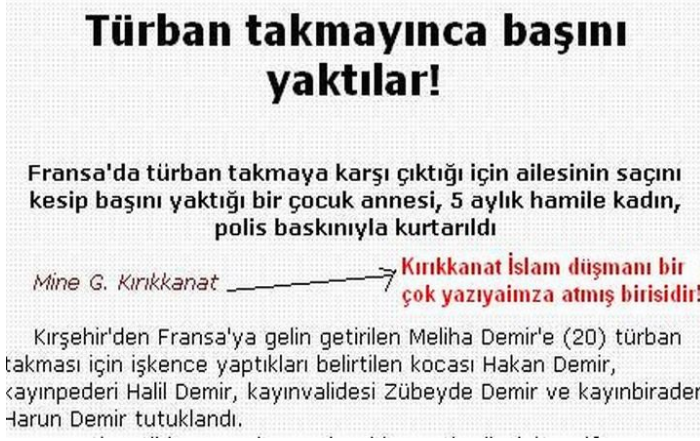 Türban takmayınca başını
yaktılar!
Fransa'da türban takmaya karşı çıktığı için ailesinin saçını
kesip başını yaktığı bir çocuk annesi, 5 aylık hamile kadın,
polis baskınıyla kurtarıldı
Mine G. Kırıkkanat
Kırıkkanat İslam düşmanı bir
çok yazıyaimza atmış birisidir!
Kırşehir'den Fransa'ya gelin getirilen Meliha Demir'e (20) türban
takması için işkence yaptıkları belirtilen kocası Hakan Demir,
kayınpederi Halil Demir, kayınvalidesi Zübeyde Demir ve kayınbirader
Harun Demir tutuklandı.